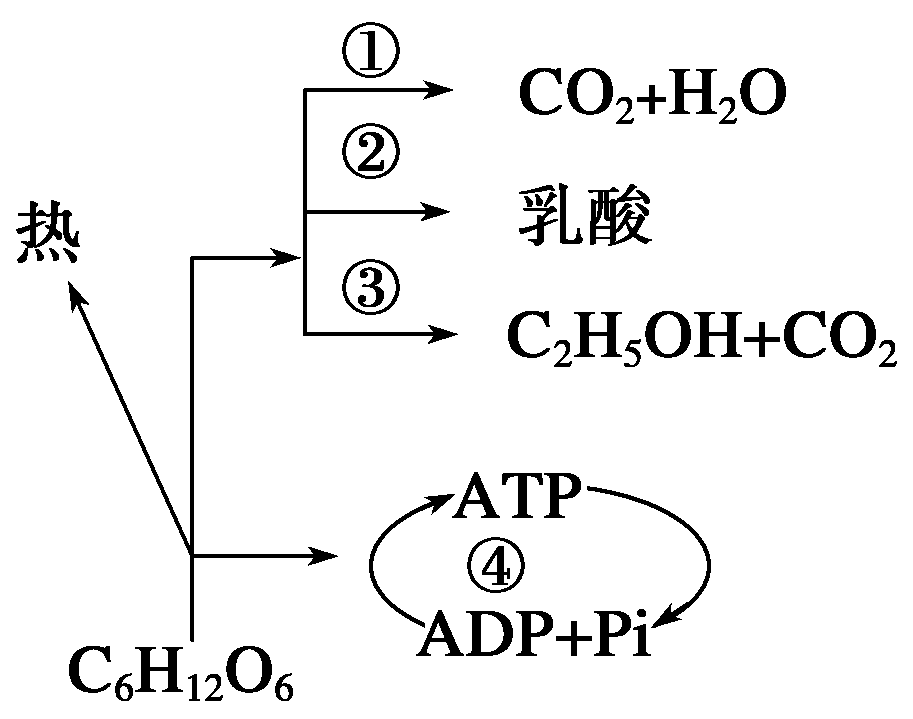 ①
CO₂+H₂O
②
热
乳酸
③
C₂H₅OH+CO₂
ATP
④
ADP+Pi
C₆H₁₂O₆